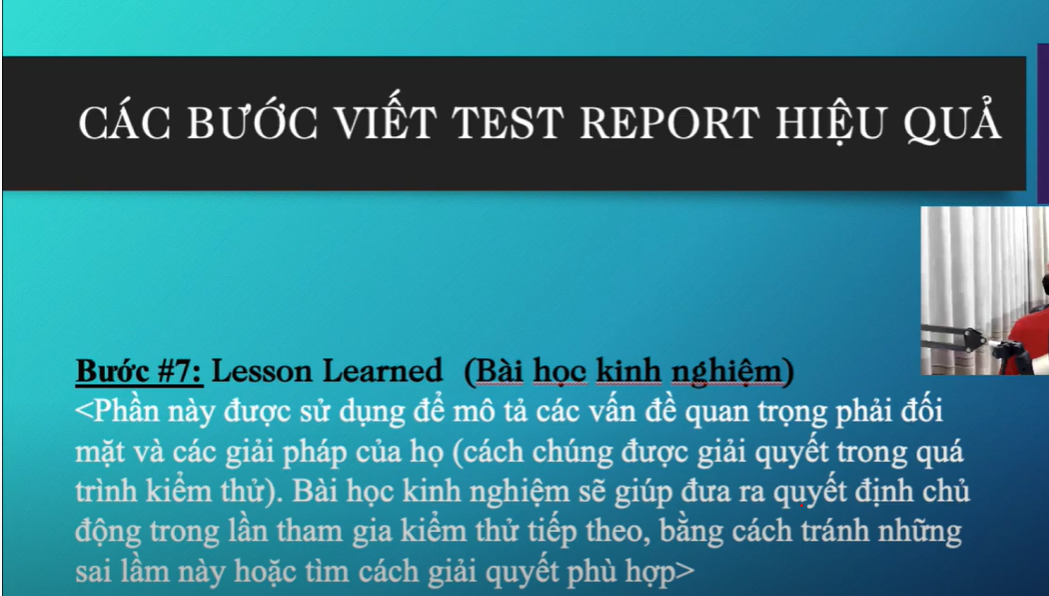 CÁC BƯỚC VIẾT TEST REPORT HIỆU QUẢ
Bước #7: Lesson Learned (Bài học kinh nghiệm)
<Phần này được sử dụng để mô tả các vấn đề quan trọng phải đối
mặt và các giải pháp của họ (cách chúng được giải quyết trong quá
trình kiểm thử). Bài học kinh nghiệm sẽ giúp đưa ra quyết định chủ
động trong lần tham gia kiểm thử tiếp theo, bằng cách tránh những
sai lầm này hoặc tìm cách giải quyết phù hợp>